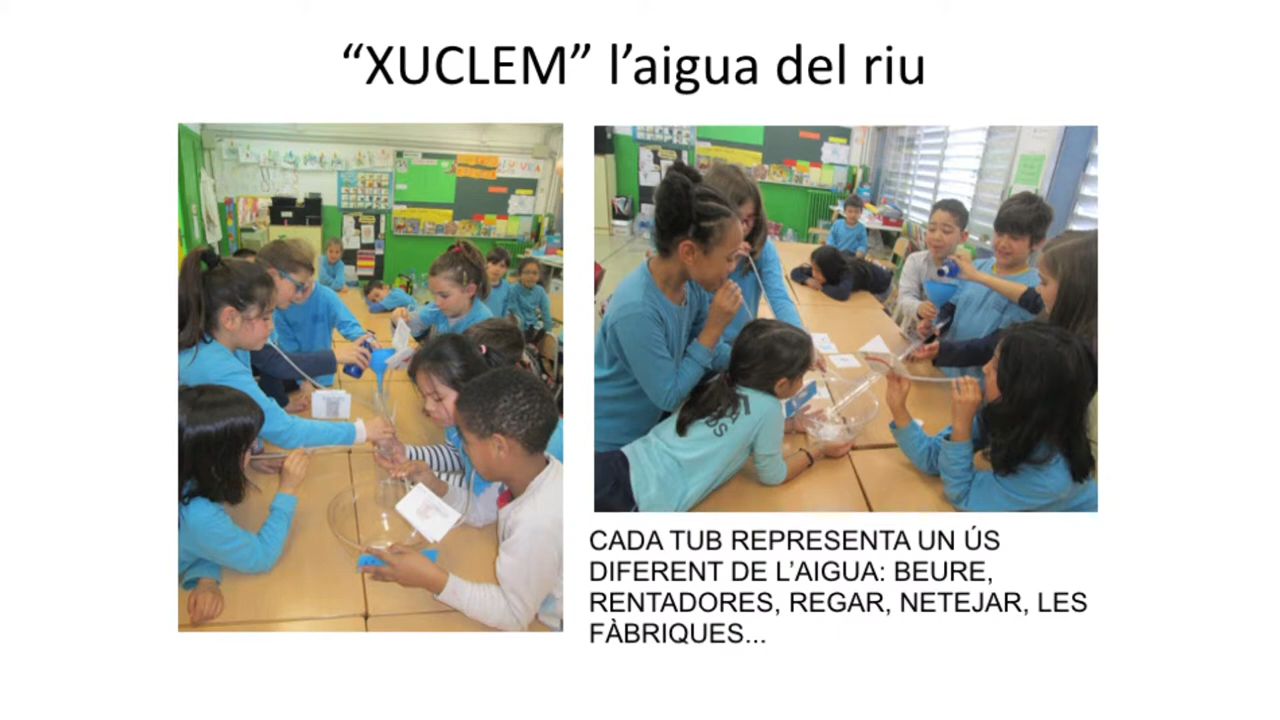 “XUCLEM” l’aigua del riu
CADA TUB REPRESENTA UN ÚS
DIFERENT DE L’AIGUA: BEURE,
RENTADORES, REGAR, NETEJAR, LES
FÀBRIQUES...